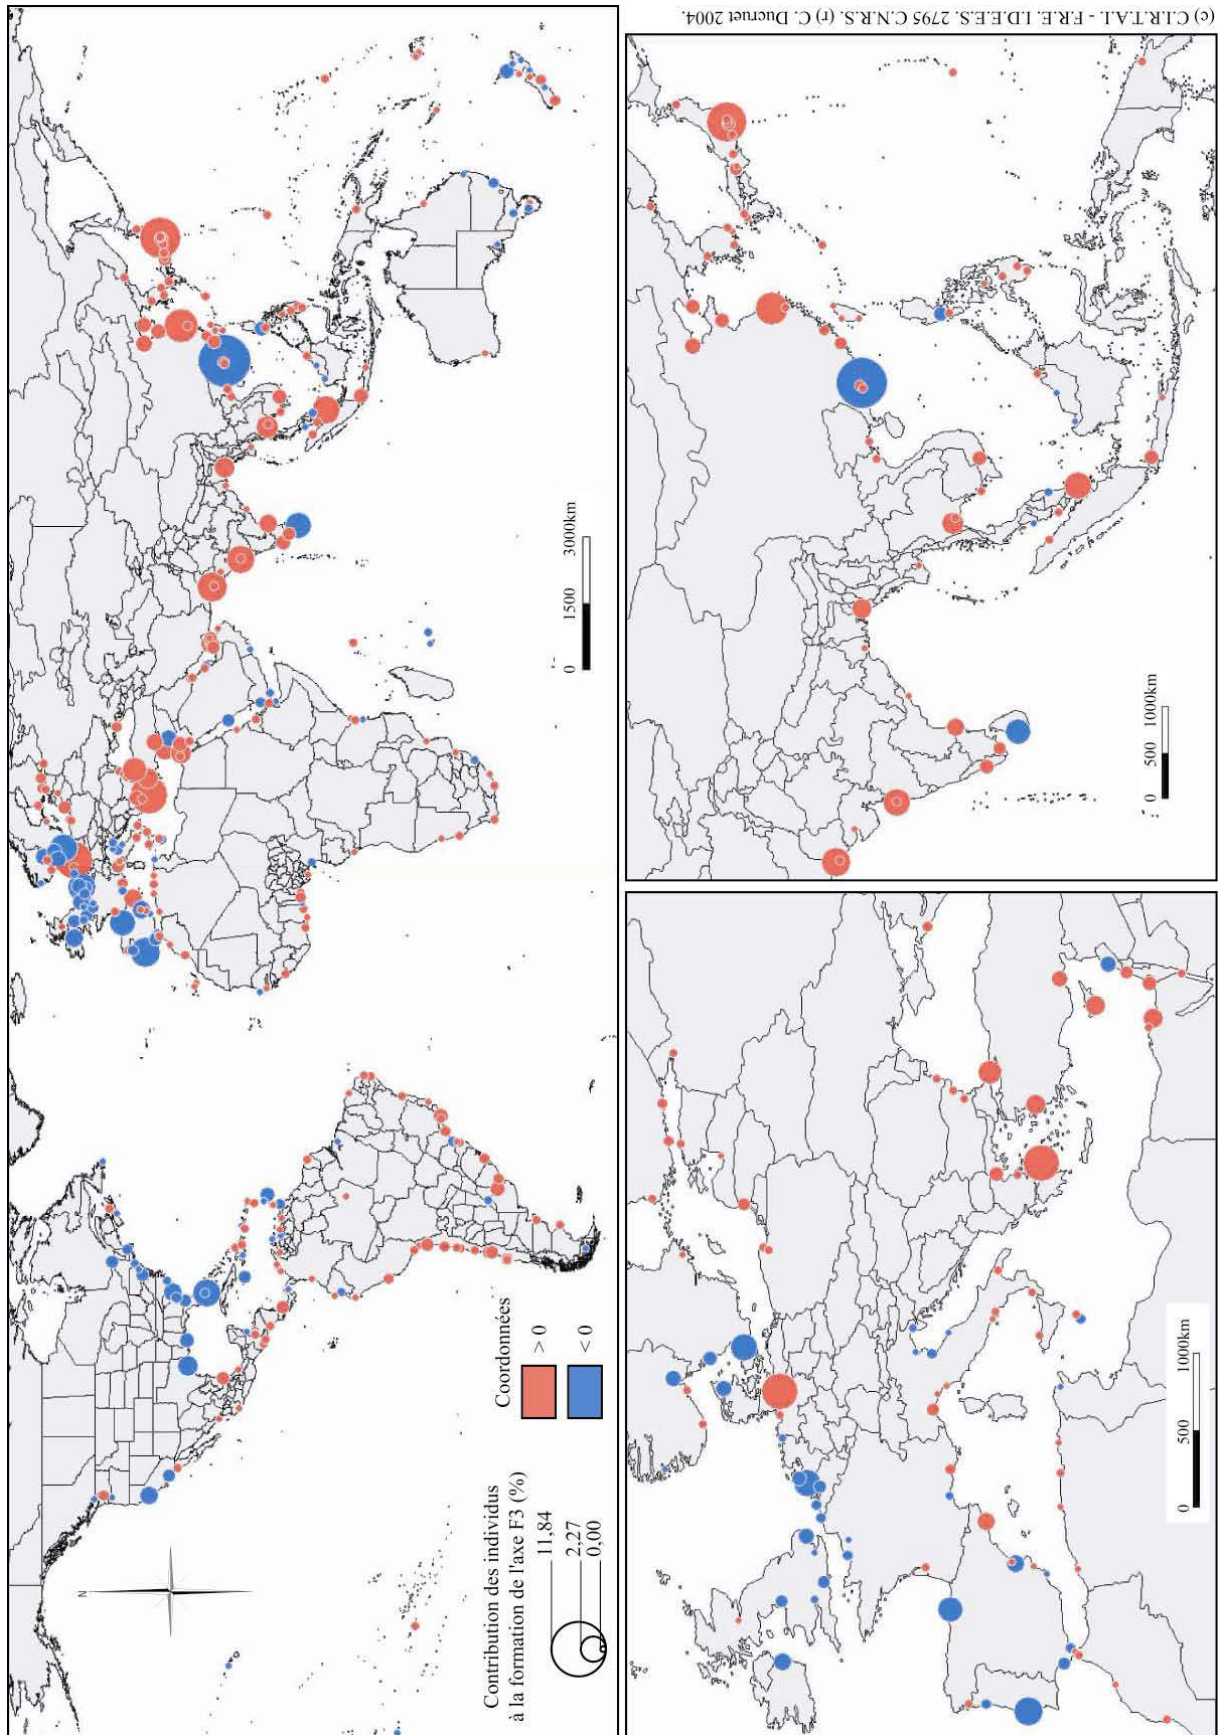 (c) C.I.R.T.A.I. - F.R.E. I.D.E.E.S. 2795 C.N.R.S. (r) C. Ducruet 2004.
N
0 1500 3000km
Coordonnées
> 0
< 0
Contribution des individus
à la formation de l'axe F3 (%)
11,84
2,27
0,00
0 500 1000km
0 500 1000km